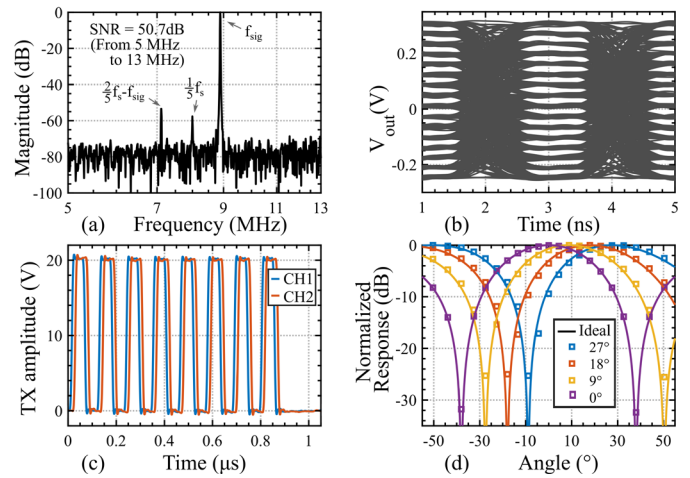 0
-20
-40
-60
-80
-100
Magnitude (dB)
SNR = 50.7dB
(From 5 MHz
to 13 MHz)
f_sig
2/5 f_s-f_sig
1/5 f_s
5
7
9
11
13
Frequency (MHz)
(a)
0.2
0
-0.2
V_out(V)
1
2
3
4
5
Time (ns)
(b)
20
10
0
TX amplitude (V)
CH1
CH2
0
0.2
0.4
0.6
0.8
1
Time (μs)
(c)
0
-10
-20
-30
Normalized
Response (dB)
Ideal
27°
18°
9°
0°
-50
-30
-10
10
30
50
Angle (°)
(d)